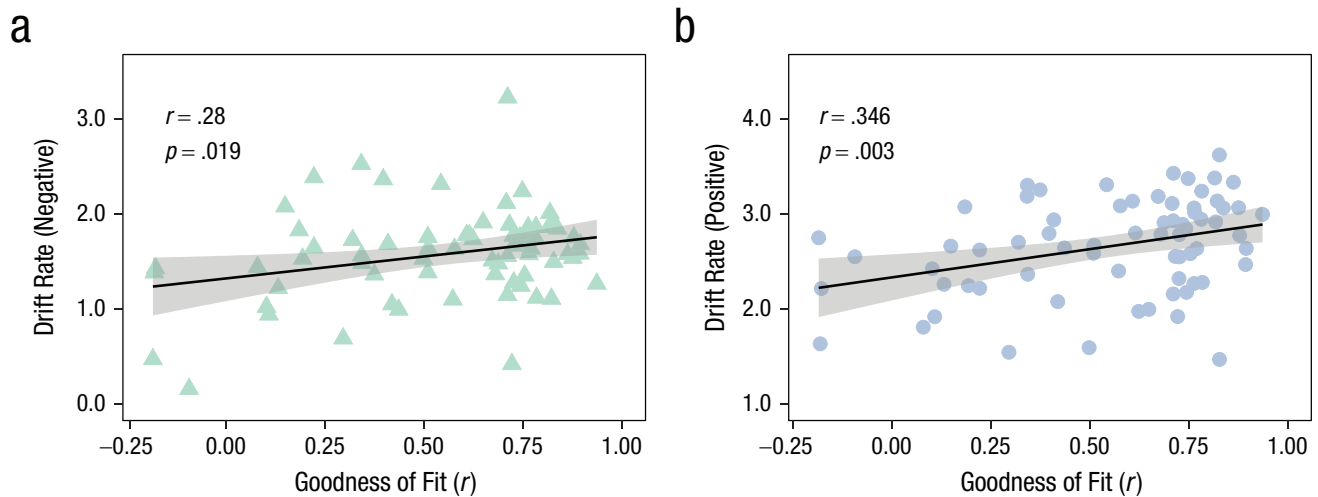 a
r = .28
p = .019
Drift Rate (Negative)
3.0
2.0
1.0
0.0
−0.25 0.00 0.25 0.50 0.75 1.00
Goodness of Fit (r)
b
r = .346
p = .003
Drift Rate (Positive)
4.0
3.0
2.0
1.0
−0.25 0.00 0.25 0.50 0.75 1.00
Goodness of Fit (r)